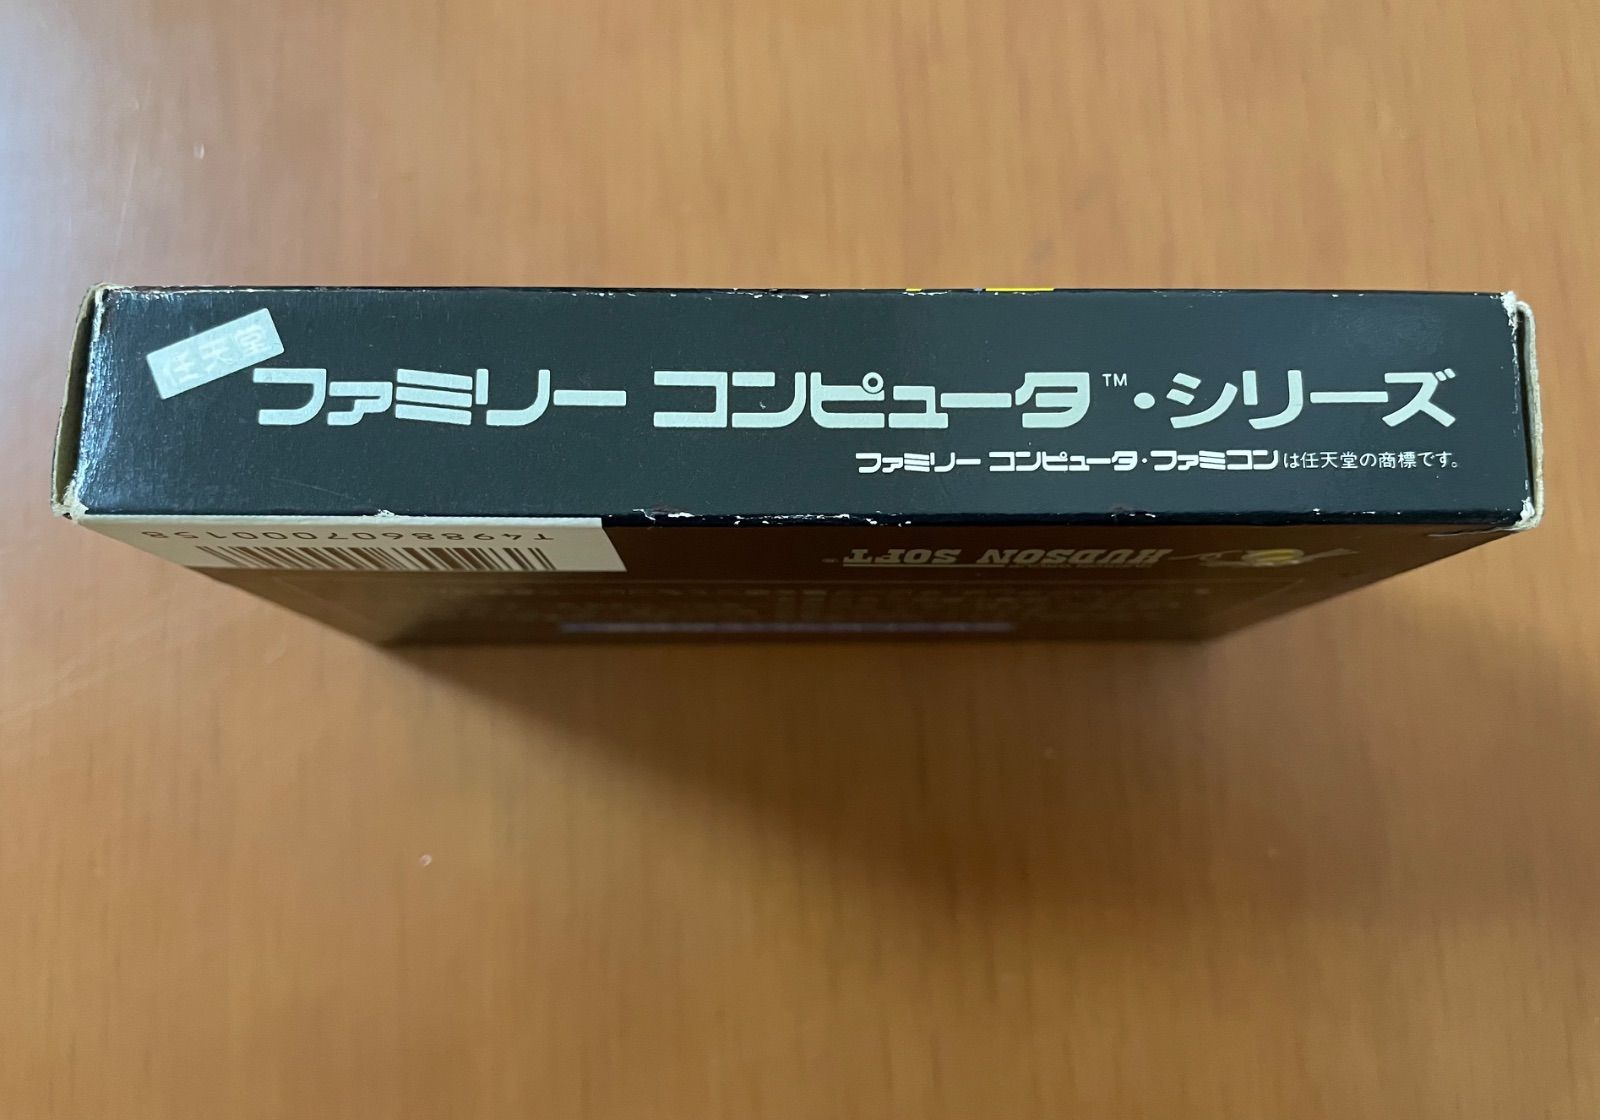 任天堂
ファミリー コンピュータ™・シリーズ
ファミリー コンピュータ・ファミコンは任天堂の商標です。
T4988607000158
HUDSON SOFT™